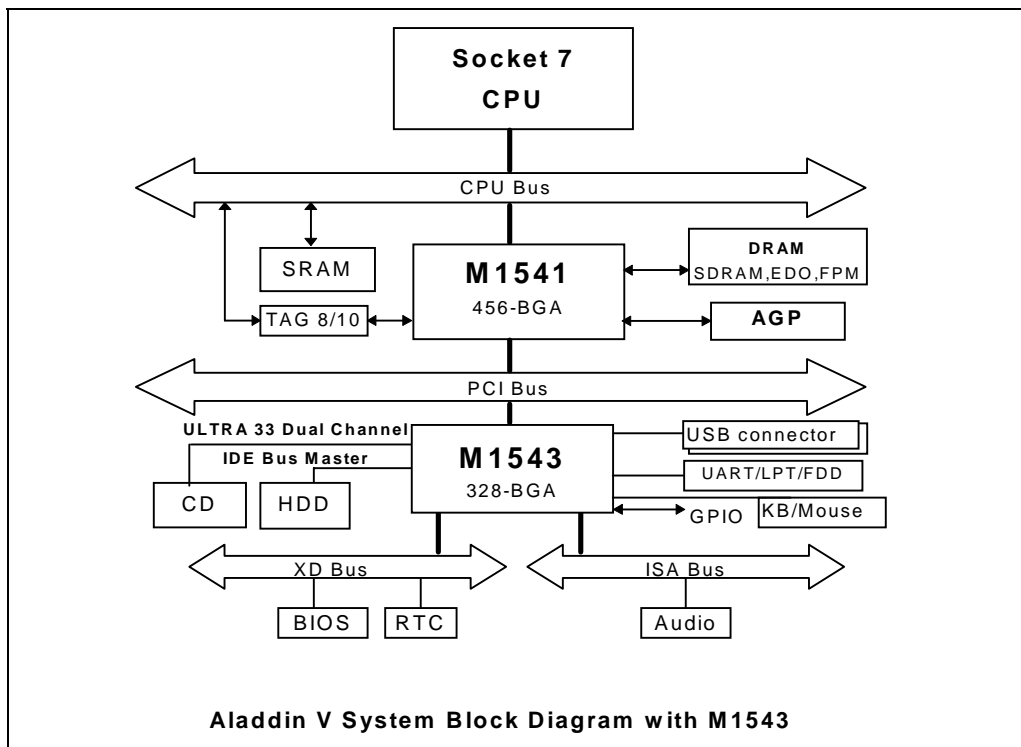 Socket 7
CPU
CPU Bus
SRAM
M1541
456-BGA
DRAM
SDRAM,EDO,FPM
TAG 8/10
AGP
PCI Bus
ULTRA 33 Dual Channel
IDE Bus Master
M1543
328-BGA
USB connector
UART/LPT/FDD
CD
HDD
GPIO
KB/Mouse
XD Bus
ISA Bus
BIOS
RTC
Audio
Aladdin V System Block Diagram with M1543